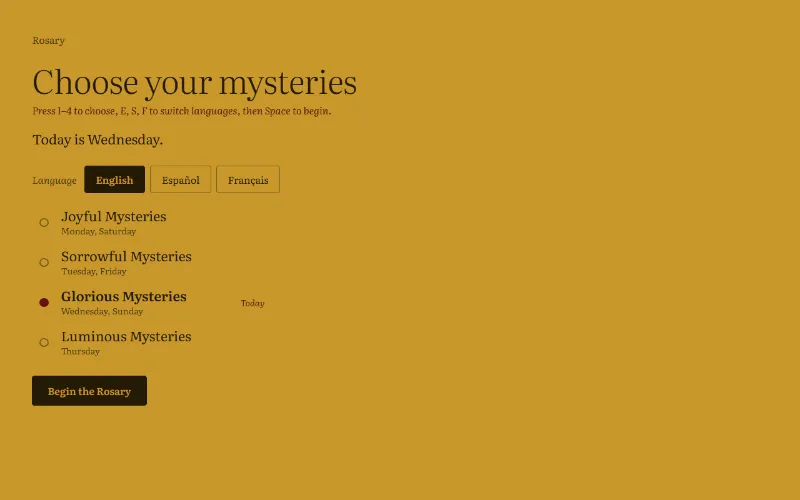 Rosary
Choose your mysteries
Press 1–4 to choose, E, S, F to switch languages, then Space to begin.
Today is Wednesday.
Language English Español Français
Joyful Mysteries
Monday, Saturday
Sorrowful Mysteries
Tuesday, Friday
Glorious Mysteries
Wednesday, Sunday
Today
Luminous Mysteries
Thursday
Begin the Rosary